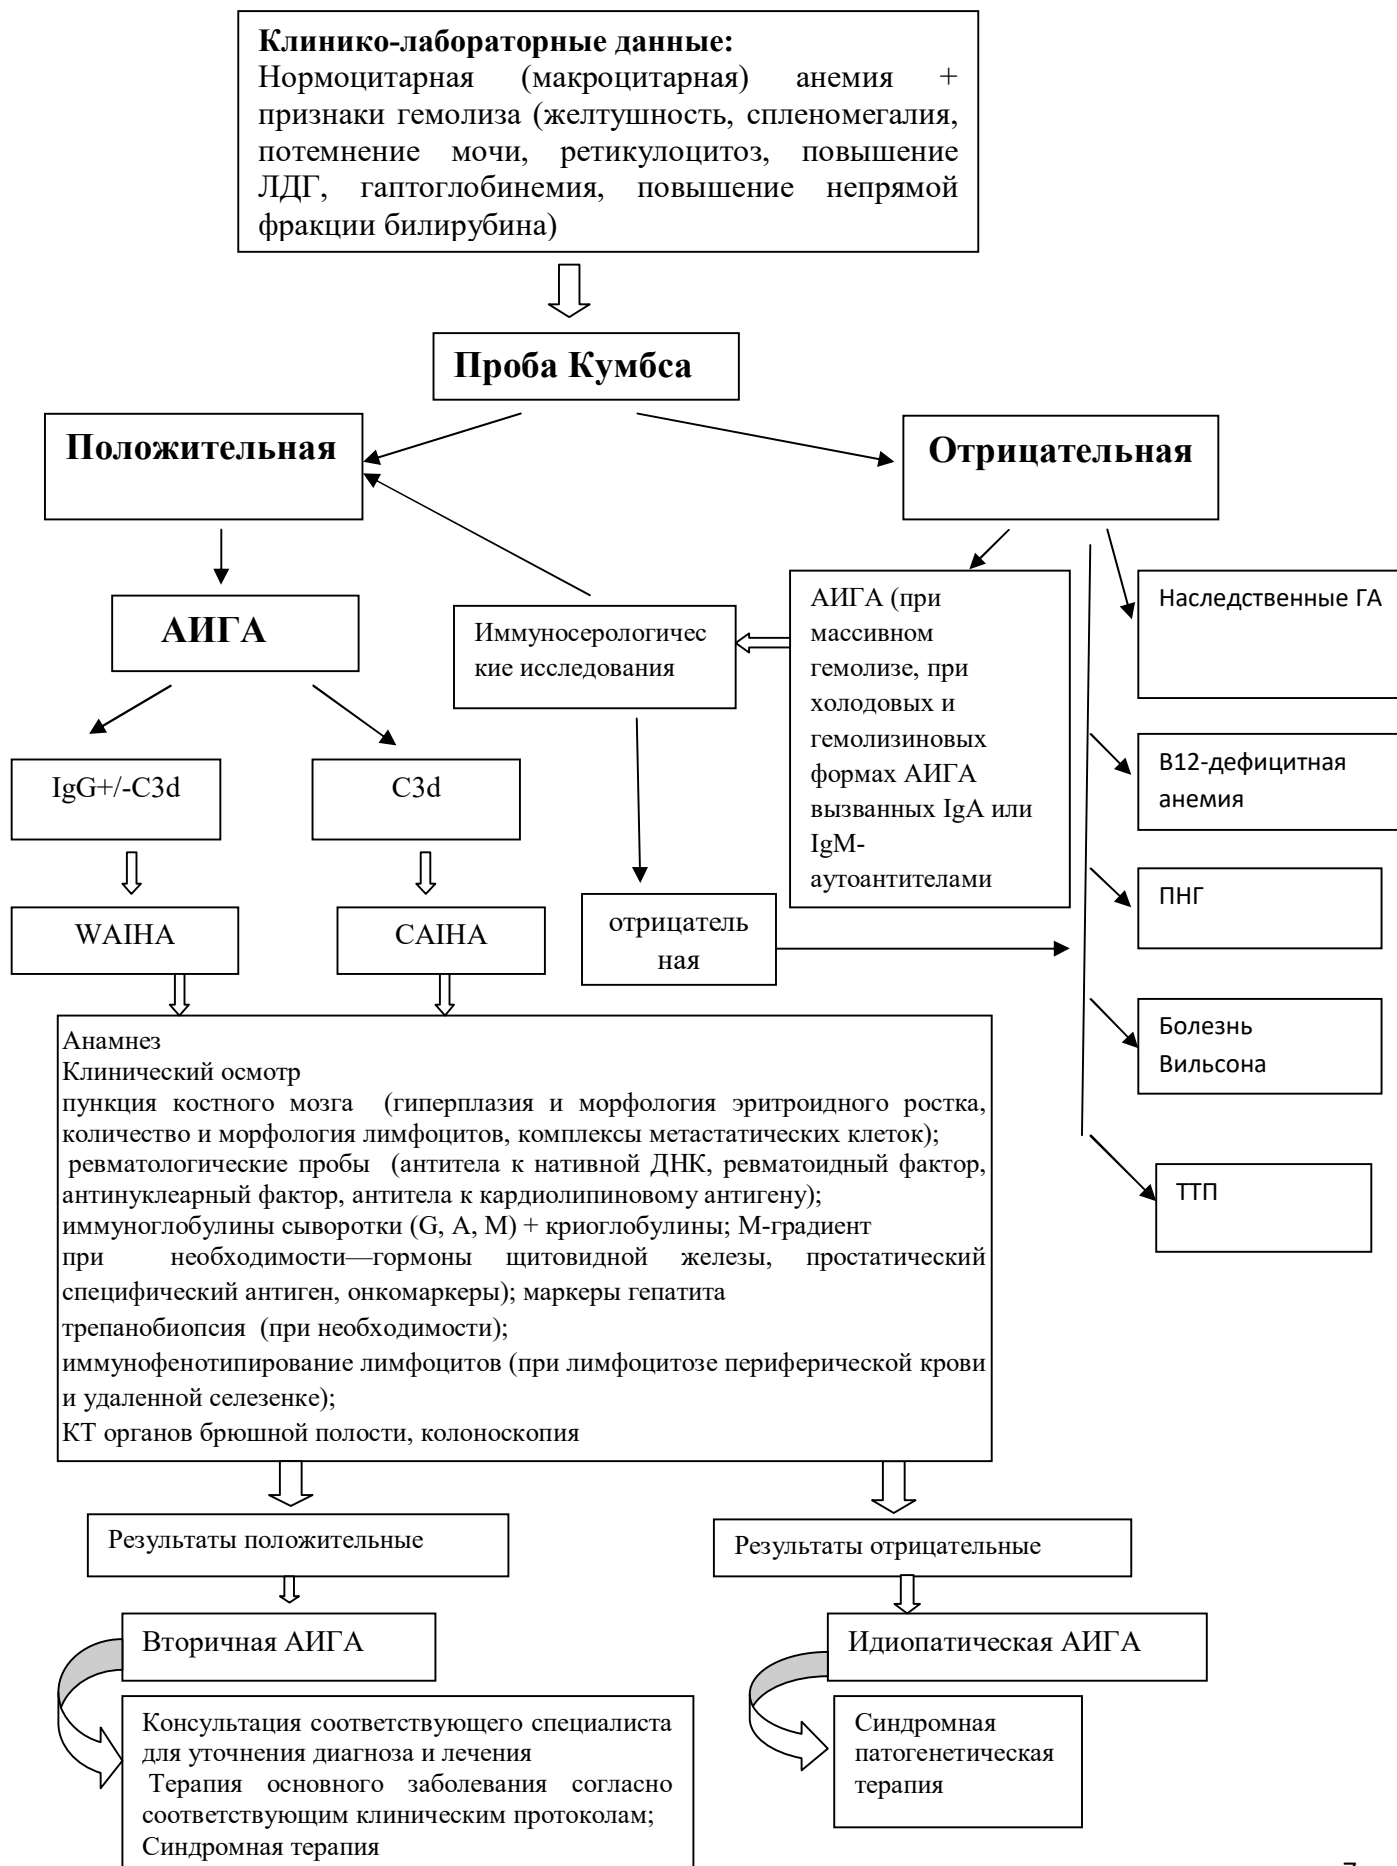 Клинико-лабораторные данные:
Нормоцитарная (макроцитарная) анемия +
признаки гемолиза (желтушность, спленомегалия,
потемнение мочи, ретикулоцитоз, повышение
ЛДГ, гаптоглобинемия, повышение непрямой
фракции билирубина)
Проба Кумбса
Положительная
Отрицательная
АИГА
Иммуносерологичес
кие исследования
АИГА (при
массивном
гемолизе, при
холодовых и
гемолизиновых
формах АИГА
вызванных IgA или
IgM-
аутоантителами
Наследственные ГА
В12-дефицитная
анемия
ПНГ
Болезнь
Вильсона
ТТП
IgG+/-C3d
C3d
WAIHA
CAIHA
отрицатель
ная
Анамнез
Клинический осмотр
пункция костного мозга (гиперплазия и морфология эритроидного ростка,
количество и морфология лимфоцитов, комплексы метастатических клеток);
ревматологические пробы (антитела к нативной ДНК, ревматоидный фактор,
антинуклеарный фактор, антитела к кардиолипиновому антигену);
иммуноглобулины сыворотки (G, A, M) + криоглобулины; М-градиент
при необходимости—гормоны щитовидной железы, простатический
специфический антиген, онкомаркеры); маркеры гепатита
трепанобиопсия (при необходимости);
иммунофенотипирование лимфоцитов (при лимфоцитозе периферической крови
и удаленной селезенке);
КТ органов брюшной полости, колоноскопия
Результаты положительные
Результаты отрицательные
Вторичная АИГА
Идиопатическая АИГА
Консультация соответствующего специалиста
для уточнения диагноза и лечения
Терапия основного заболевания согласно
соответствующим клиническим протоколам;
Синдромная терапия
Синдромная
патогенетическая
терапия